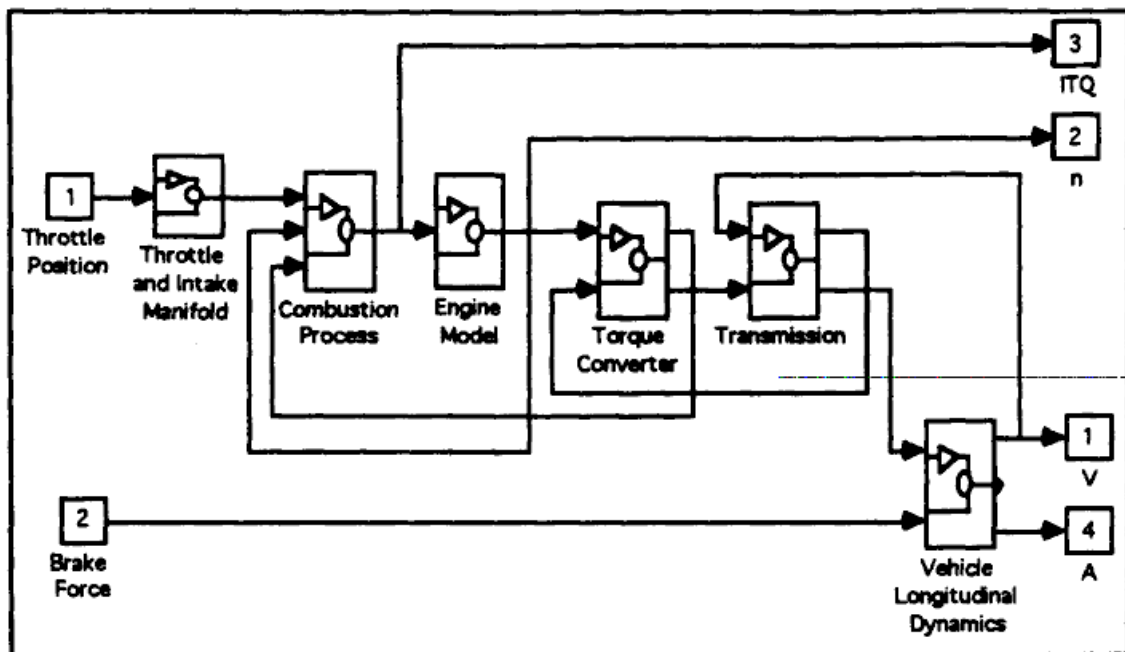 3
ITQ
2
n
1
Throttle
Position
Throttle
and Intake
Manifold
Combustion
Process
Engine
Model
Torque
Converter
Transmission
1
V
2
Brake
Force
4
A
Vehicle
Longitudinal
Dynamics